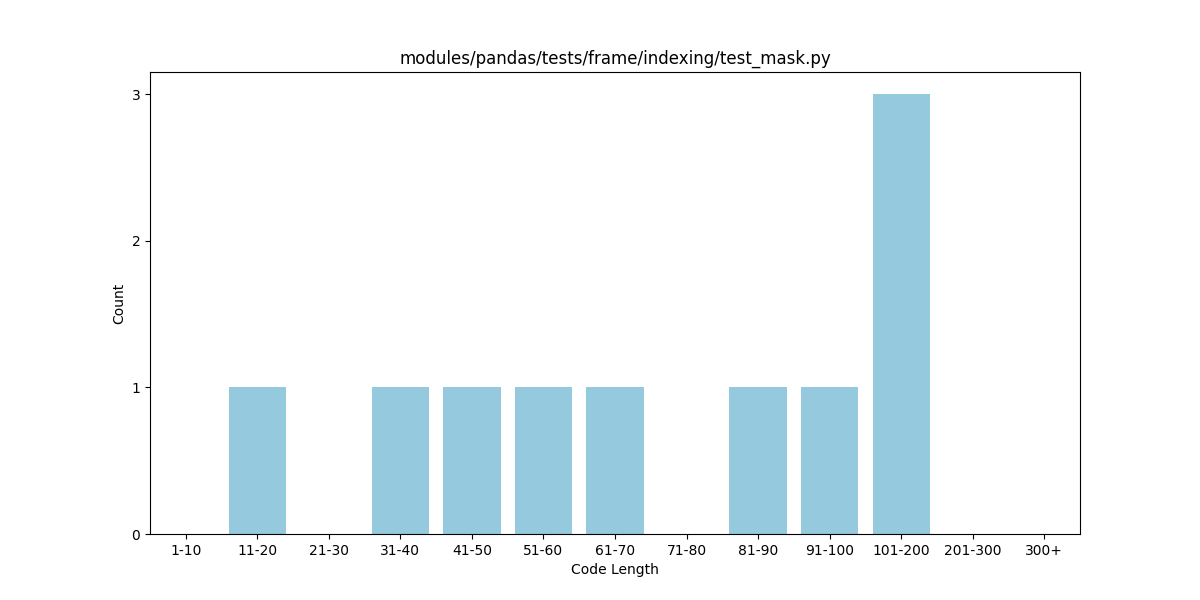 modules/pandas/tests/frame/indexing/test_mask.py
3
2
1
0
Count
1-10 11-20 21-30 31-40 41-50 51-60 61-70 71-80 81-90 91-100 101-200 201-300 300+
Code Length